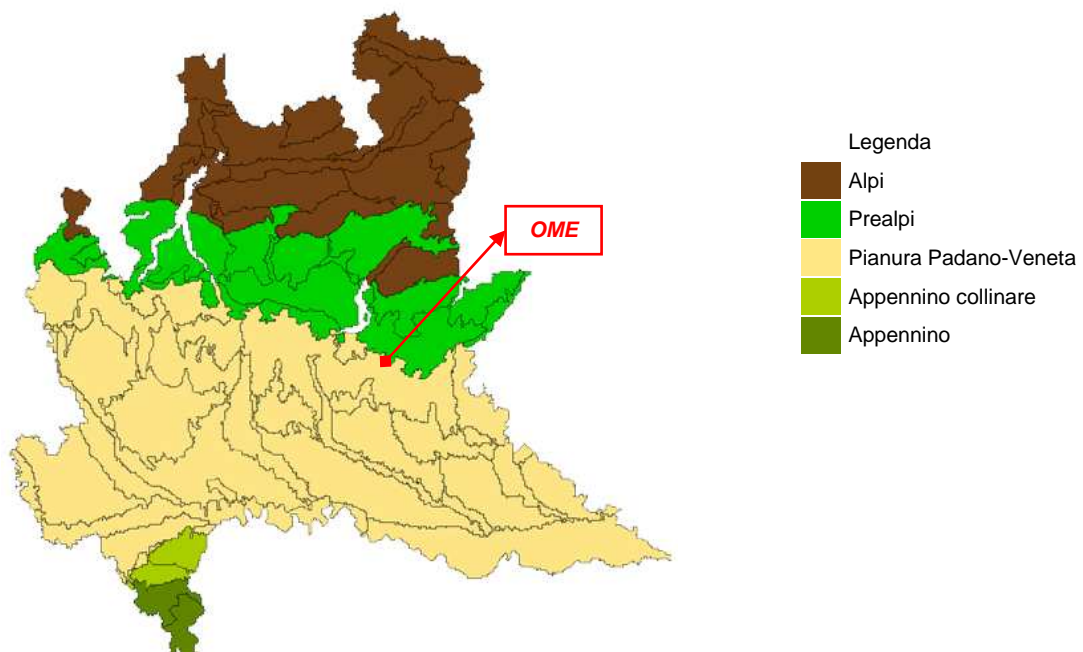 Legenda
Alpi
OME
Prealpi
Pianura Padano-Veneta
Appennino collinare
Appennino